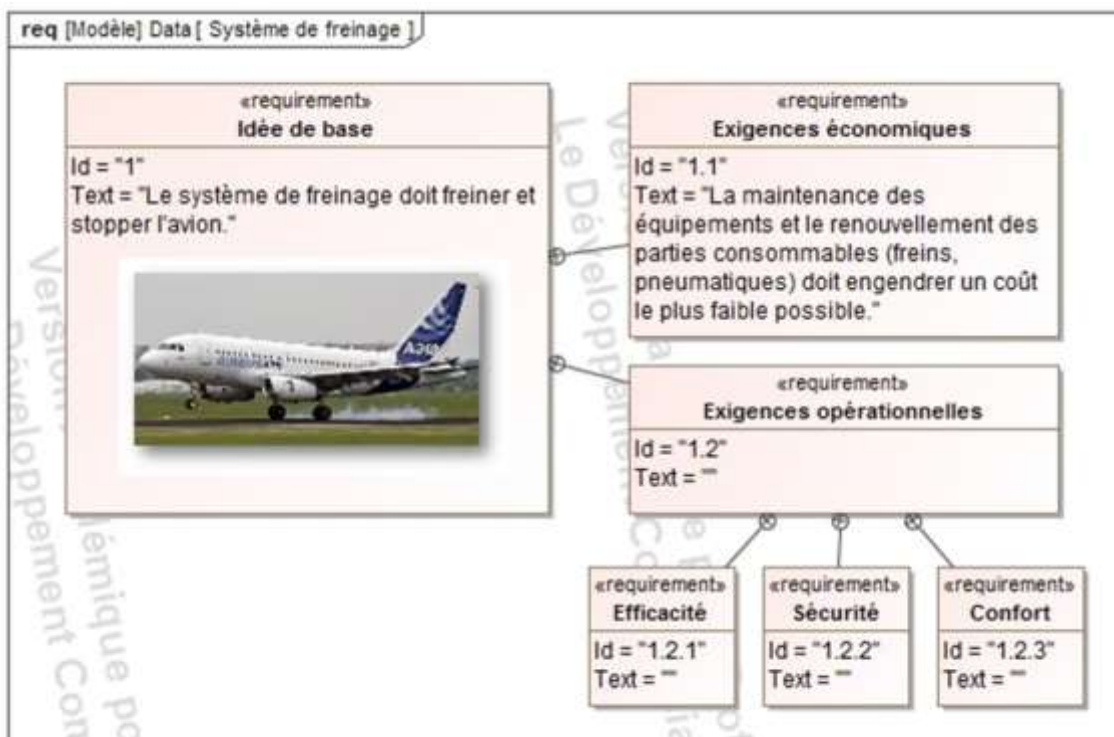 req [Modèle] Data [ Système de freinage ]
«requirement»
Idée de base
Id = "1"
Text = "Le système de freinage doit freiner et
stopper l'avion."
«requirement»
Exigences économiques
Id = "1.1"
Text = "La maintenance des
équipements et le renouvellement des
parties consommables (freins,
pneumatiques) doit engendrer un coût
le plus faible possible."
«requirement»
Exigences opérationnelles
Id = "1.2"
Text = ""
«requirement»
Efficacité
Id = "1.2.1"
Text = ""
«requirement»
Sécurité
Id = "1.2.2"
Text = ""
«requirement»
Confort
Id = "1.2.3"
Text = ""